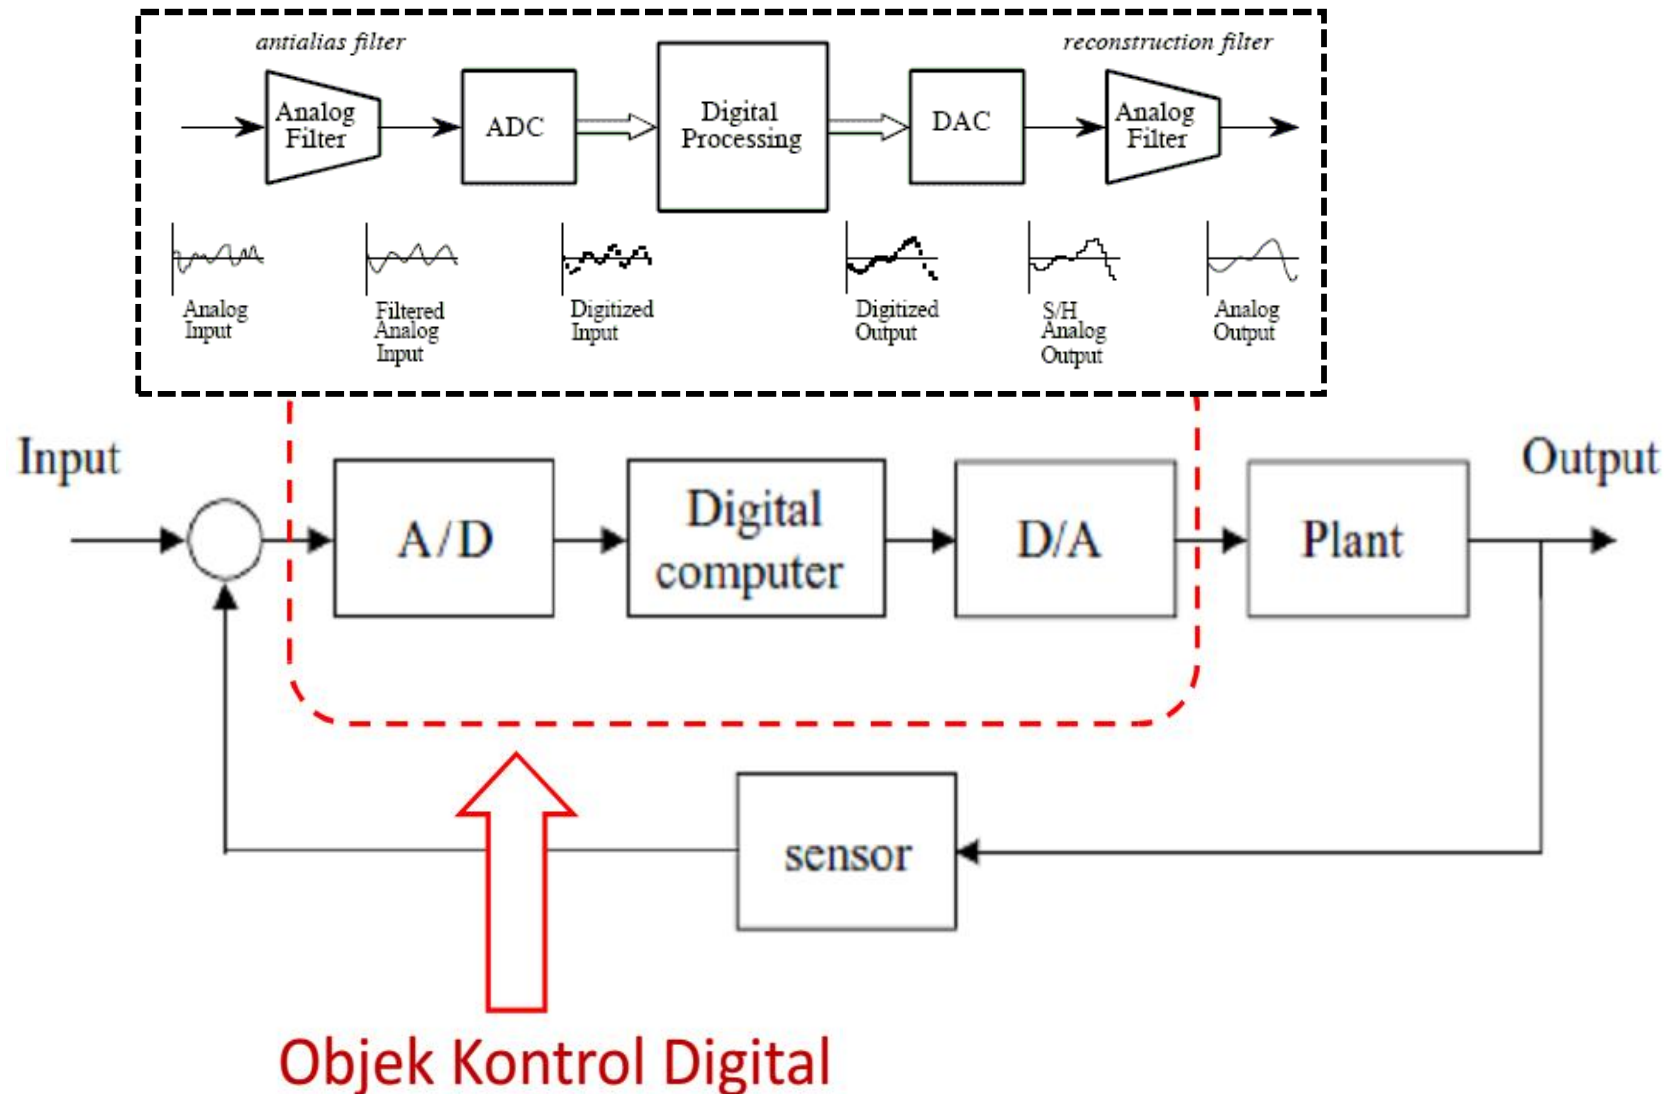 antialias filter
reconstruction filter
Analog
Filter
ADC
Digital
Processing
DAC
Analog
Filter
Analog
Input
Filtered
Analog
Input
Digitized
Input
Digitized
Output
S/H
Analog
Output
Analog
Output
Input
Output
A/D
Digital
computer
D/A
Plant
sensor
Objek Kontrol Digital